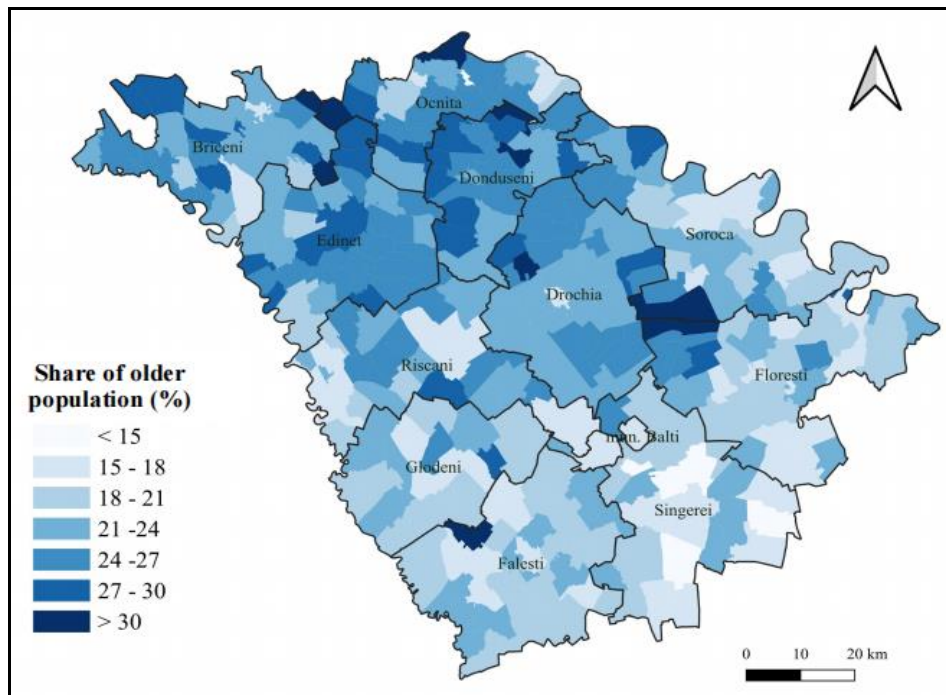 Ocnita
Briceni
Donduseni
Edinet
Soroca
Drochia
Riscani
Floresti
mun. Balti
Glodeni
Singerei
Falesti
Share of older
population (%)
< 15
15 - 18
18 - 21
21 -24
24 -27
27 - 30
> 30
0 10 20 km